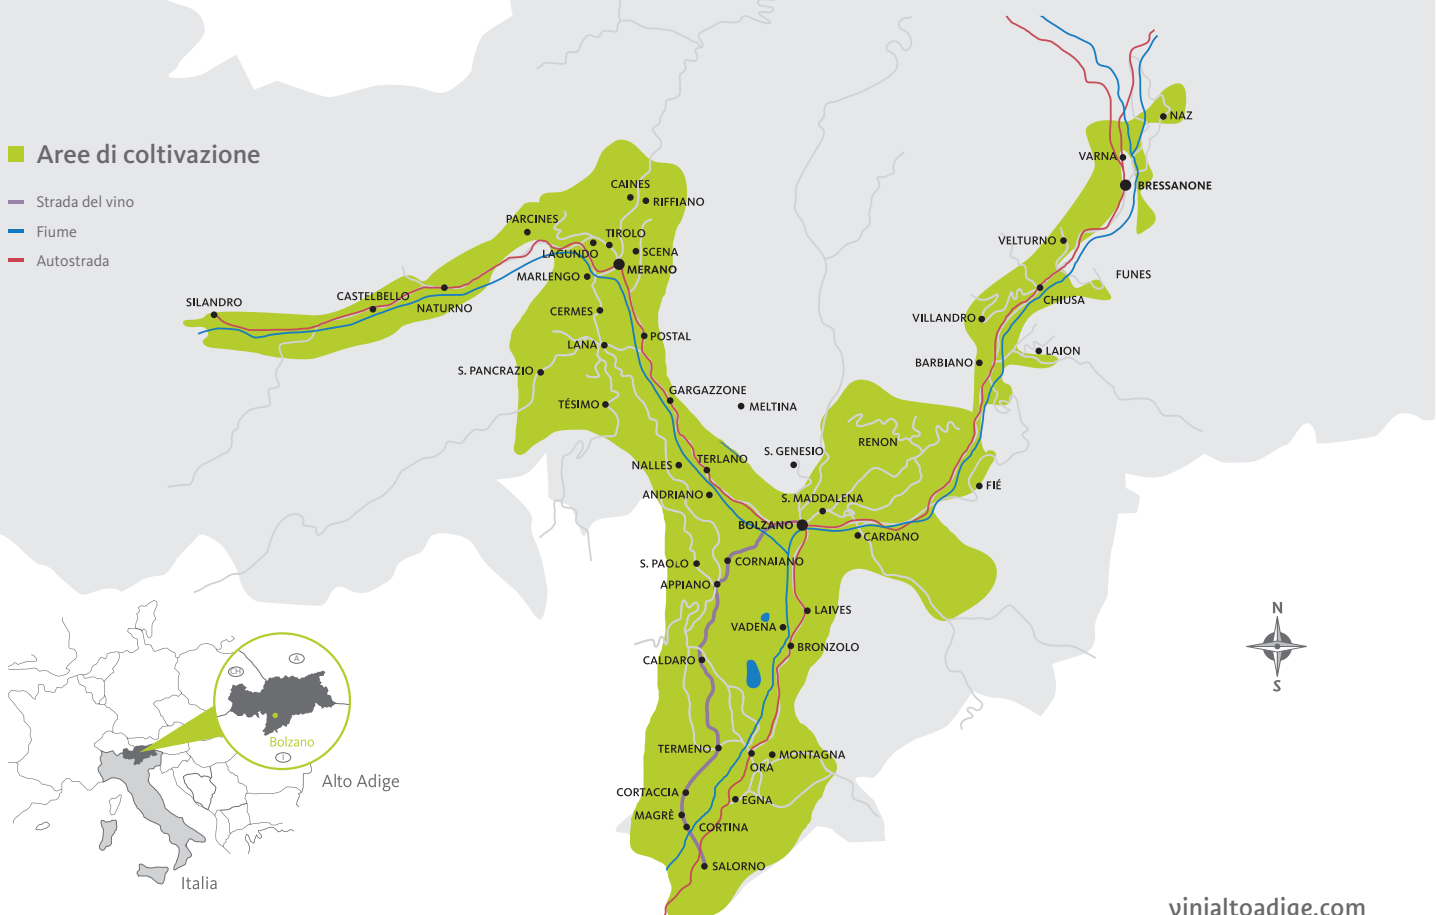 Aree di coltivazione
Strada del vino
Fiume
Autostrada
NAZ
VARNA
BRESSANONE
CAINES
RIFFIANO
PARCINES
TIROLO
LAGUNDO
SCENA
MERANO
MARLENGO
VELTURNO
FUNES
CHIUSA
SILANDRO
CASTELBELLO
NATURNO
CERMES
VILLANDRO
POSTAL
LANA
LAION
BARBIANO
S. PANCRAZIO
GARGAZZONE
TÉSIMO
MELTINA
RENON
S. GENESIO
NALLES
TERLANO
FIÉ
ANDRIANO
S. MADDALENA
BOLZANO
CARDANO
S. PAOLO
CORNAIANO
APPIANO
LAIVES
VADENA
BRONZOLO
CALDARO
N
S
TERMENO
MONTAGNA
ORA
CORTACCIA
EGNA
MAGRÈ
CORTINA
SALORNO
A
CH
Bolzano
I
Alto Adige
Italia
vinialtoadige.com